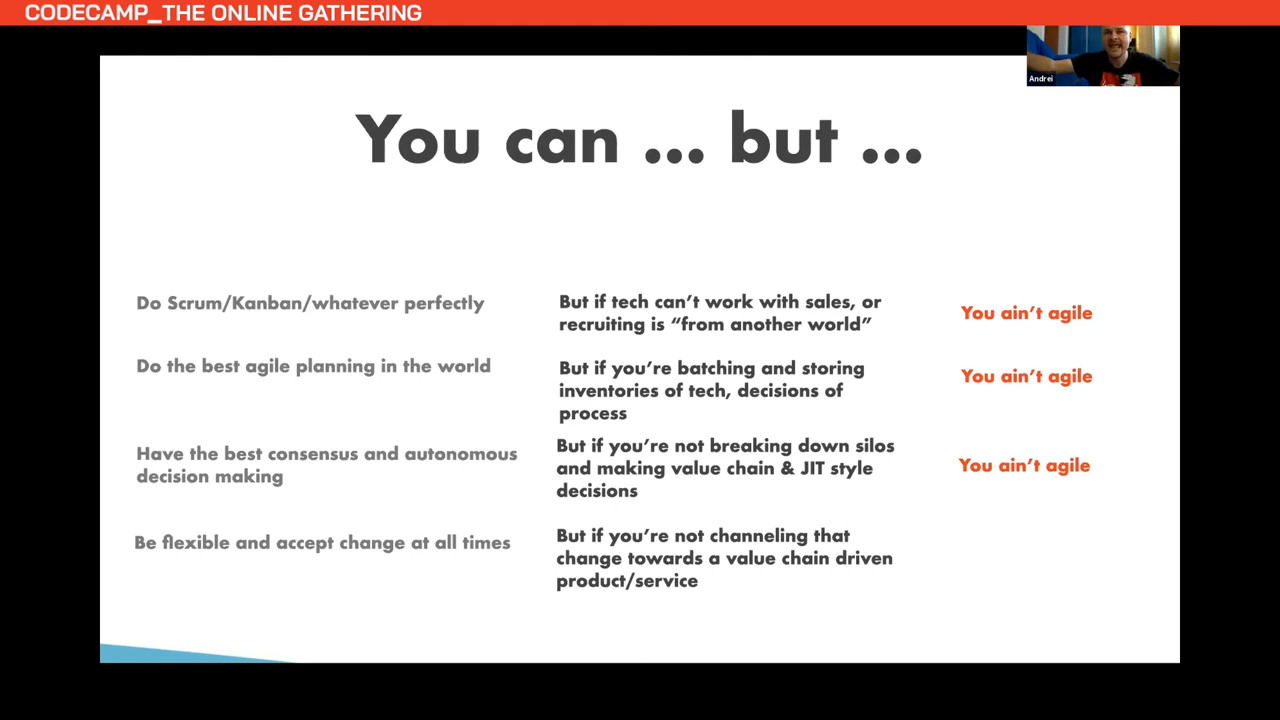 CODECAMP_THE ONLINE GATHERING
Andrei
You can ... but ...
Do Scrum/Kanban/whatever perfectly
But if tech can’t work with sales, or
recruiting is “from another world”
You ain’t agile
Do the best agile planning in the world
But if you’re batching and storing
inventories of tech, decisions of
process
You ain’t agile
Have the best consensus and autonomous
decision making
But if you’re not breaking down silos
and making value chain & JIT style
decisions
You ain’t agile
Be flexible and accept change at all times
But if you’re not channeling that
change towards a value chain driven
product/service